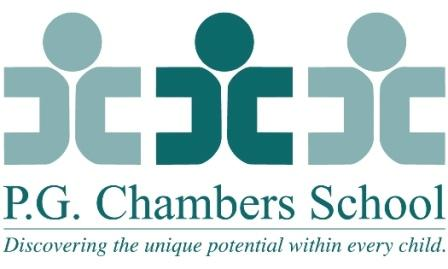 P.G. Chambers School
Discovering the unique potential within every child.